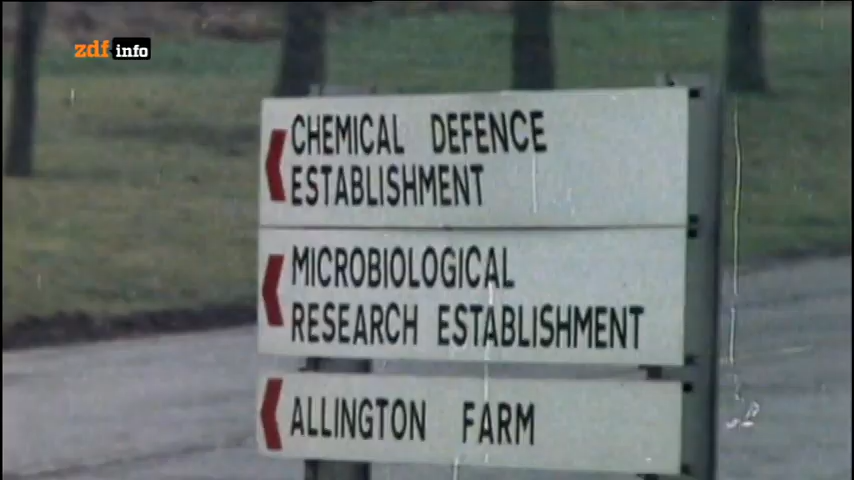 zdf info
CHEMICAL DEFENCE
ESTABLISHMENT
MICROBIOLOGICAL
RESEARCH ESTABLISHMENT
ALLINGTON FARM